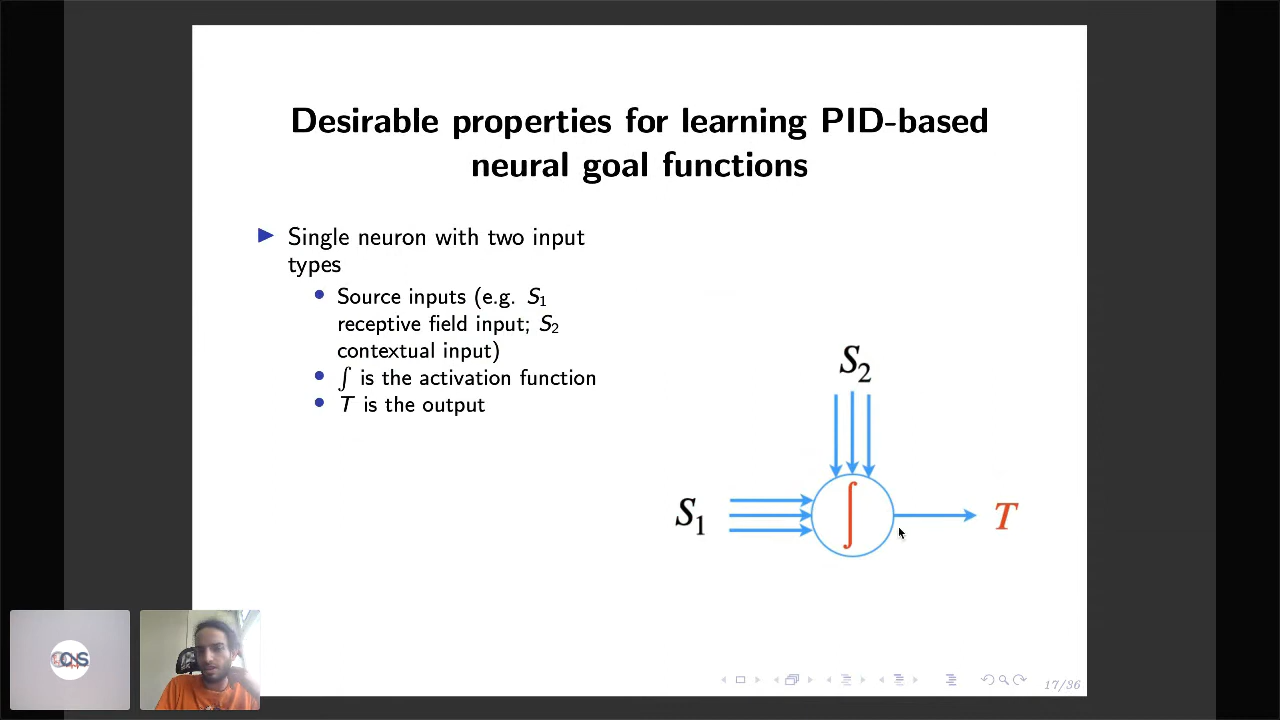 Desirable properties for learning PID-based
neural goal functions
Single neuron with two input
types
Source inputs (e.g. S₁
receptive field input; S₂
contextual input)
∫ is the activation function
T is the output
S₂
S₁
∫
T
17/36